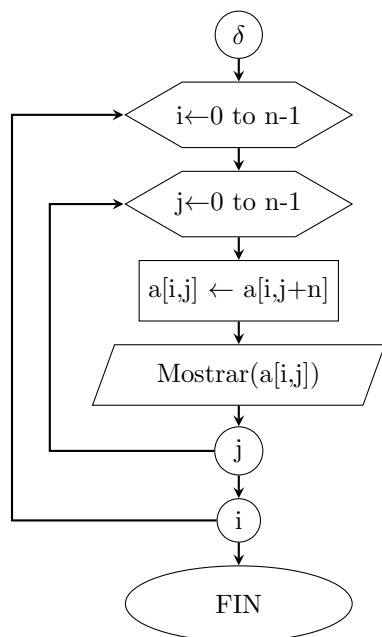 δ
i←0 to n-1
j←0 to n-1
a[i,j] ← a[i,j+n]
Mostrar(a[i,j])
j
i
FIN